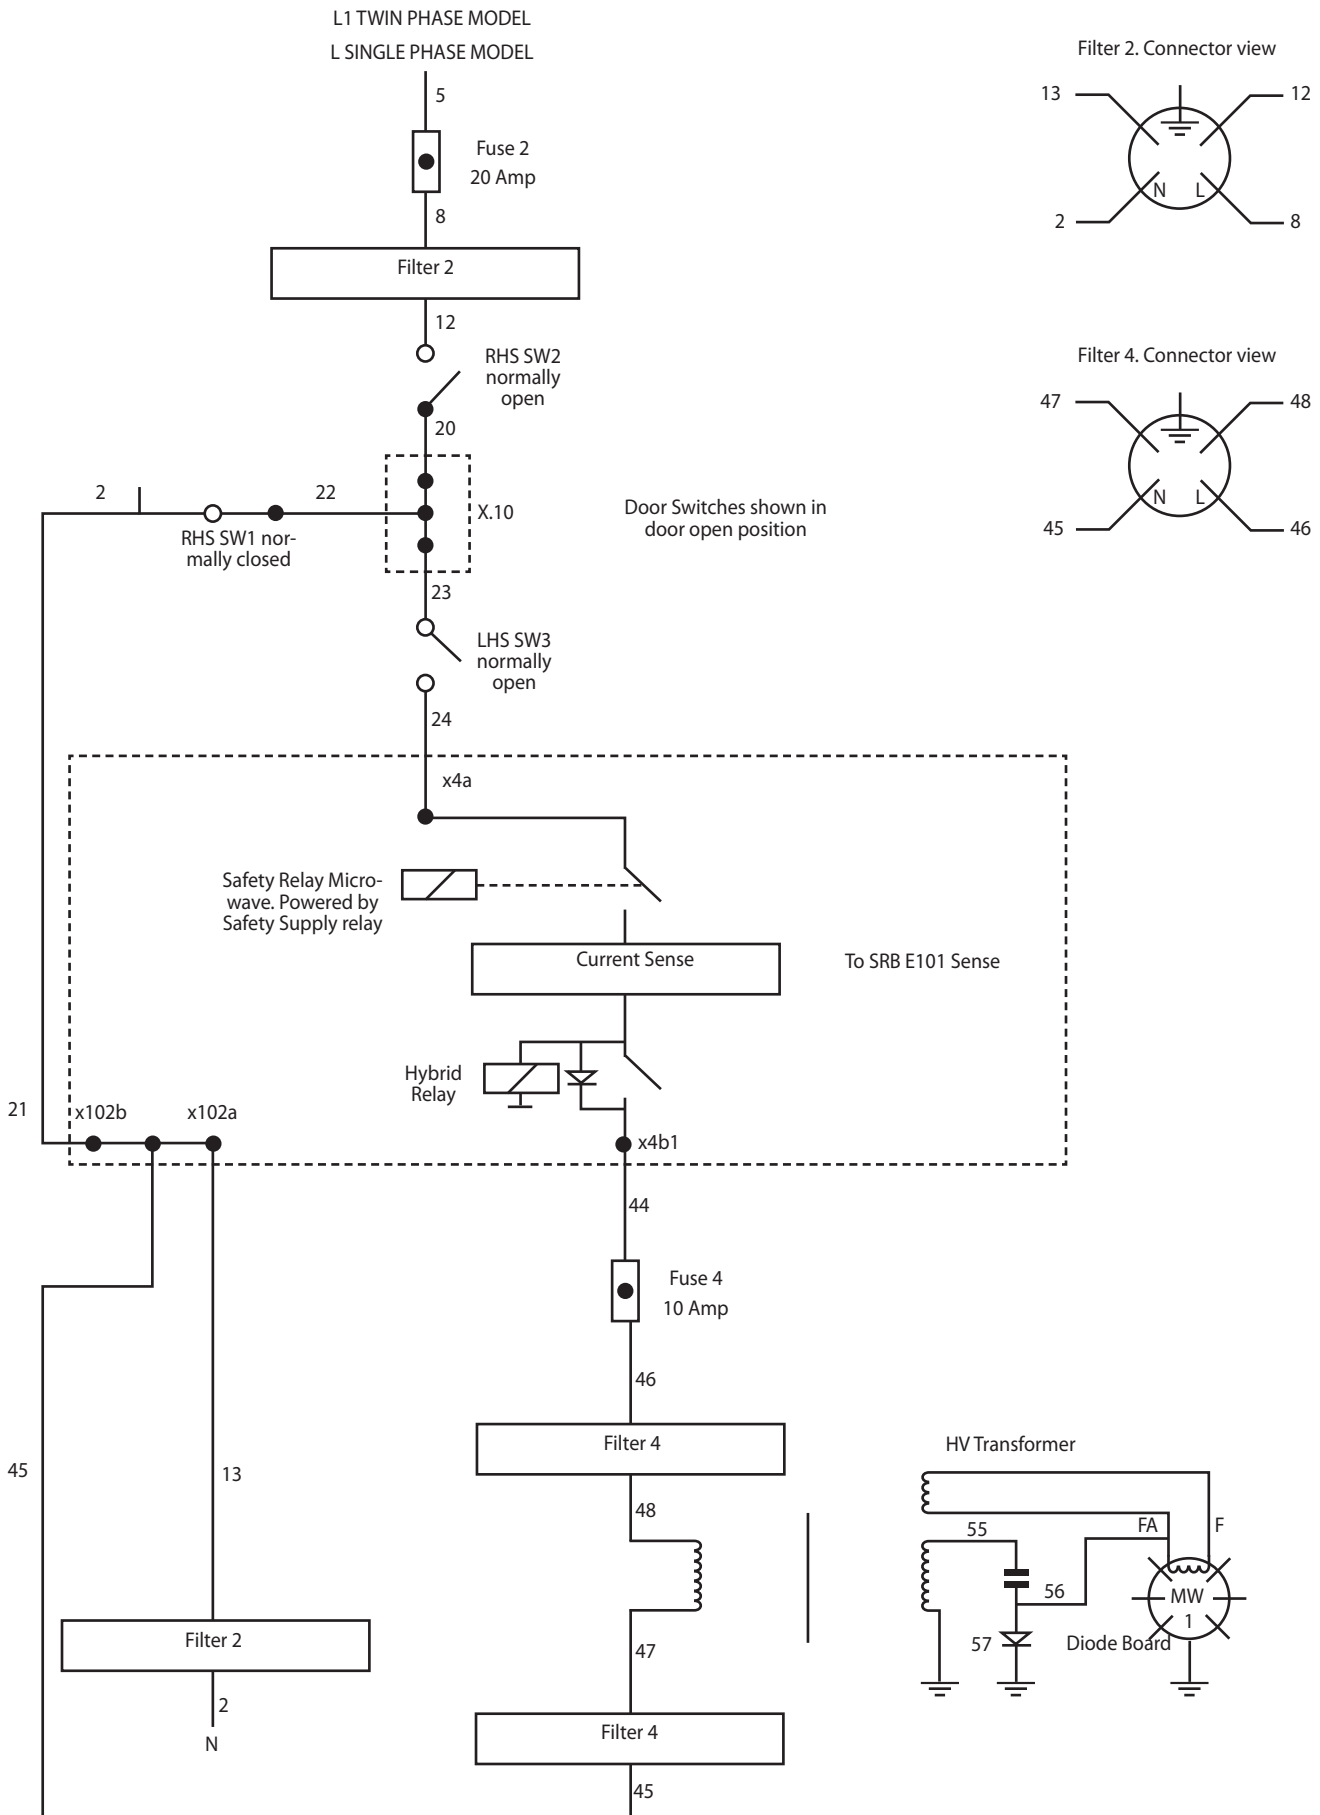 L1 TWIN PHASE MODEL
L SINGLE PHASE MODEL
Filter 2. Connector view
5
13
12
Fuse 2
20 Amp
N L
2
8
8
Filter 2
12
RHS SW2
normally
open
Filter 4. Connector view
47
48
20
2
22
X.10
Door Switches shown in
door open position
N L
45
46
RHS SW1 nor-
mally closed
23
LHS SW3
normally
open
24
x4a
Safety Relay Micro-
wave. Powered by
Safety Supply relay
Current Sense
To SRB E101 Sense
Hybrid
Relay
21
x102b
x102a
x4b1
44
Fuse 4
10 Amp
46
Filter 4
HV Transformer
45
13
48
55
FA
F
56
MW
1
Filter 2
47
57
Diode Board
2
N
Filter 4
45